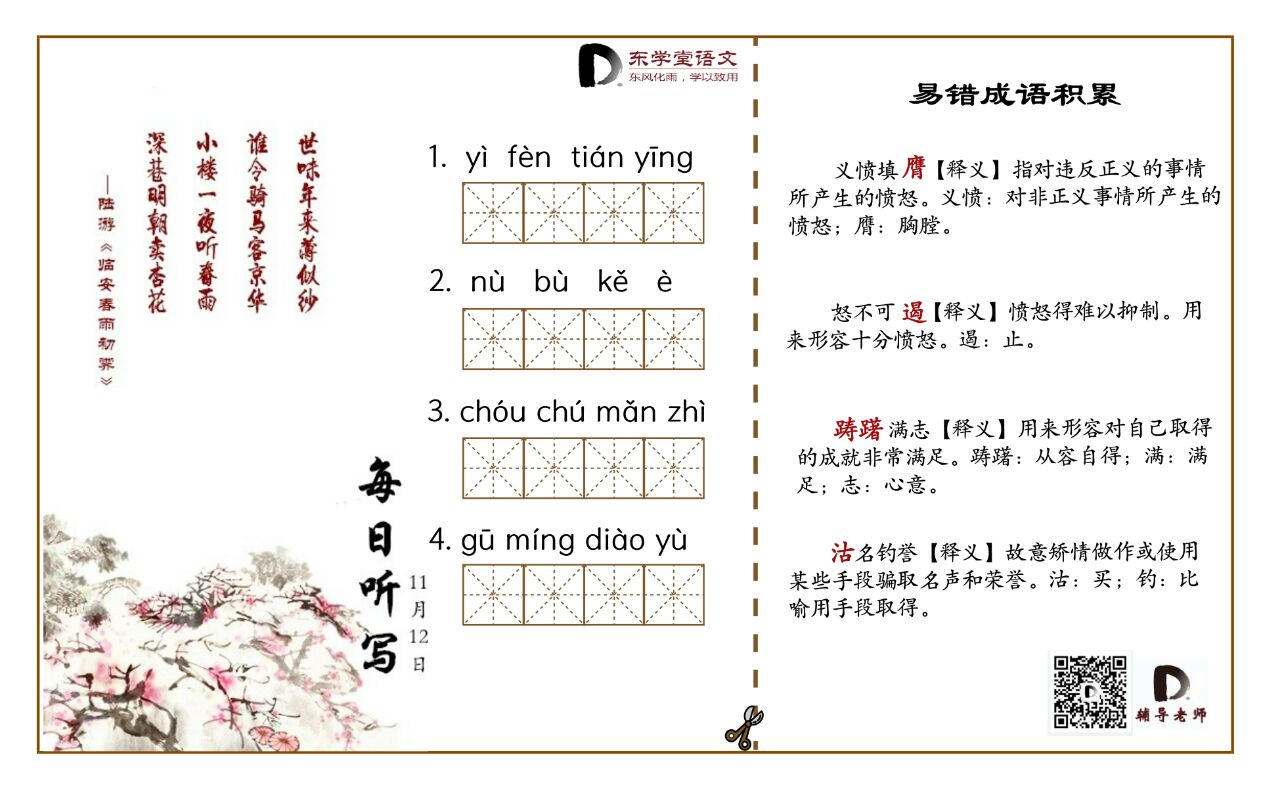 东学堂语文
东风化雨，学以致用
世味年来薄似纱
谁令骑马客京华
小楼一夜听春雨
深巷明朝卖杏花
—陆游《临安春雨初霁》
每日听写
11月12日
1. yì fèn tián yīng
2. nù bù kě è
3. chóu chú mǎn zhì
4. gū míng diào yù
易错成语积累
义愤填膺【释义】指对违反正义的事情
所产生的愤怒。义愤：对非正义事情所产生的
愤怒；膺：胸膛。
怒不可遏【释义】愤怒得难以抑制。用
来形容十分愤怒。遏：止。
踌躇满志【释义】用来形容对自己取得
的成就非常满足。踌躇：从容自得；满：满
足；志：心意。
沽名钓誉【释义】故意矫情做作或使用
某些手段骗取名声和荣誉。沽：买；钓：比
喻用手段取得。
辅导老师